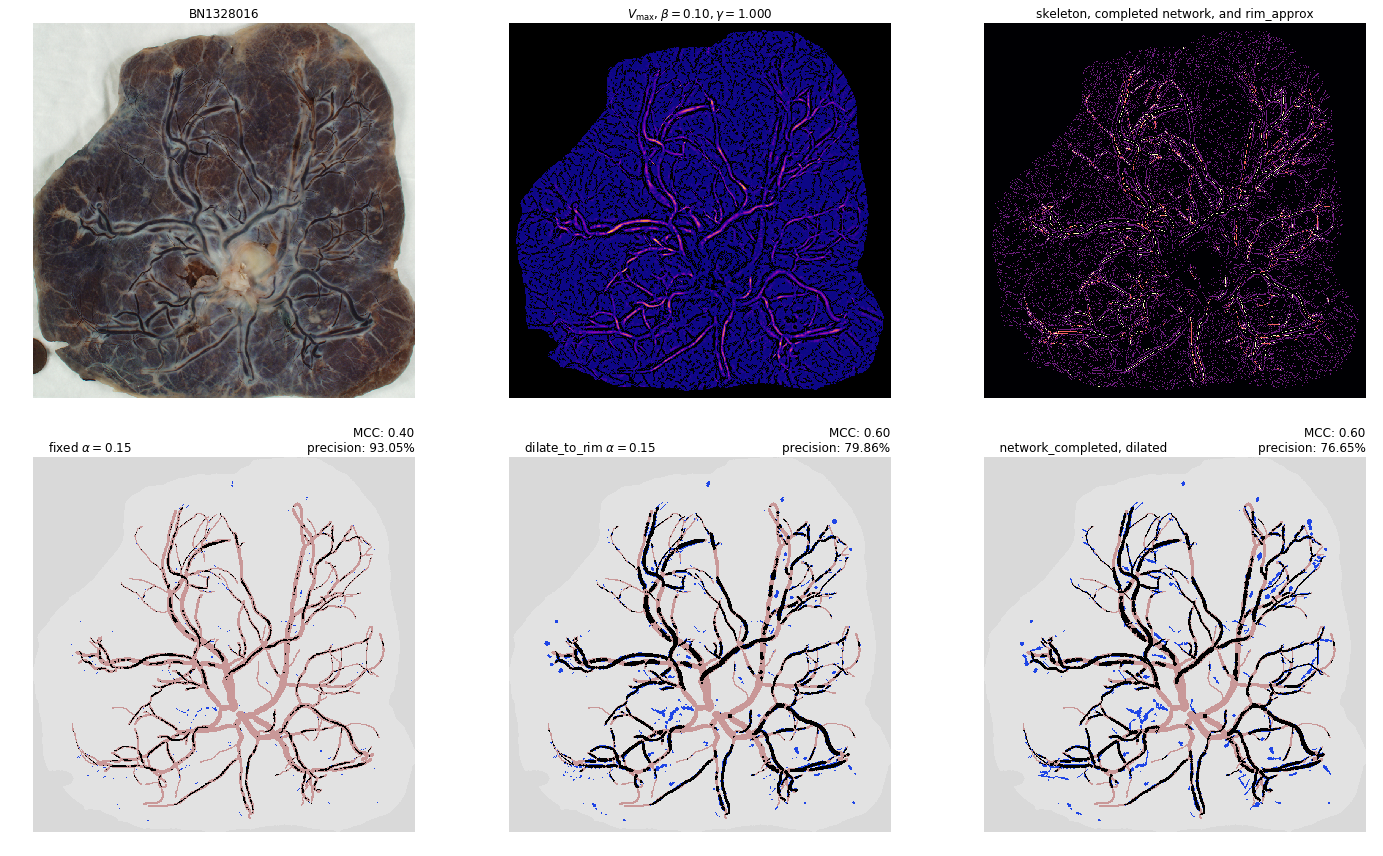 BN1328016
V_max, β = 0.10, γ = 1.000
skeleton, completed network, and rim_approx
MCC: 0.40
fixed α = 0.15 precision: 93.05%
MCC: 0.60
dilate_to_rim α = 0.15 precision: 79.86%
MCC: 0.60
network_completed, dilated precision: 76.65%